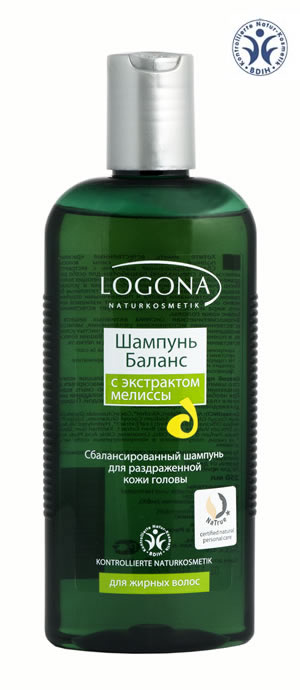 Kontrollierte Natur-Kosmetik
BDIH
LOGONA
NATURKOSMETIK
Шампунь
Баланс
с экстрактом
мелиссы
Сбалансированный шампунь
для раздраженной
кожи головы
NaTrue
certified natural
personal care
BDIH
KONTROLLIERTE NATURKOSMETIK
для жирных волос